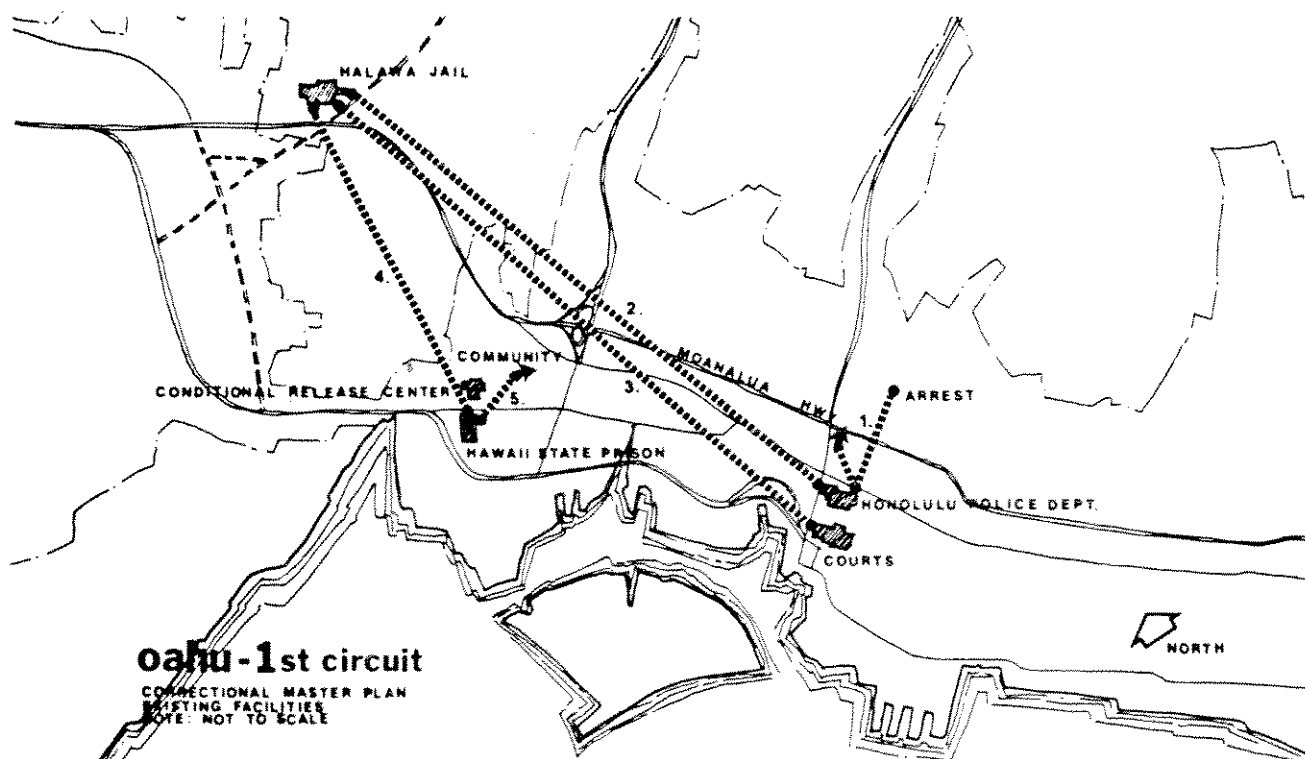 HALAWA JAIL
4.
2.
MOANALUA HWY.
COMMUNITY
3.
CONDITIONAL RELEASE CENTER
5.
1.
ARREST
HAWAII STATE PRISON
HONOLULU POLICE DEPT.
COURTS
NORTH
oahu-1st circuit
CORRECTIONAL MASTER PLAN
EXISTING FACILITIES
NOTE: NOT TO SCALE